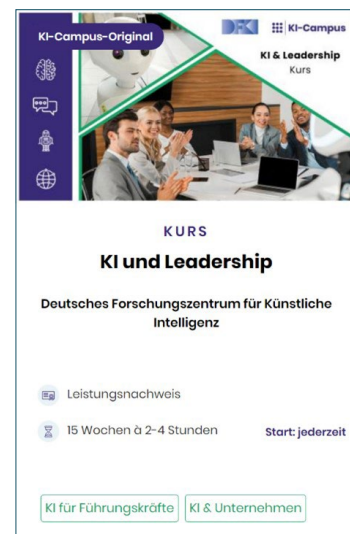 KI-Campus-Original
DFKI
KI-Campus
KI & Leadership
Kurs
KURS
KI und Leadership
Deutsches Forschungszentrum für Künstliche
Intelligenz
Leistungsnachweis
15 Wochen à 2-4 Stunden
Start: jederzeit
KI für Führungskräfte
KI & Unternehmen